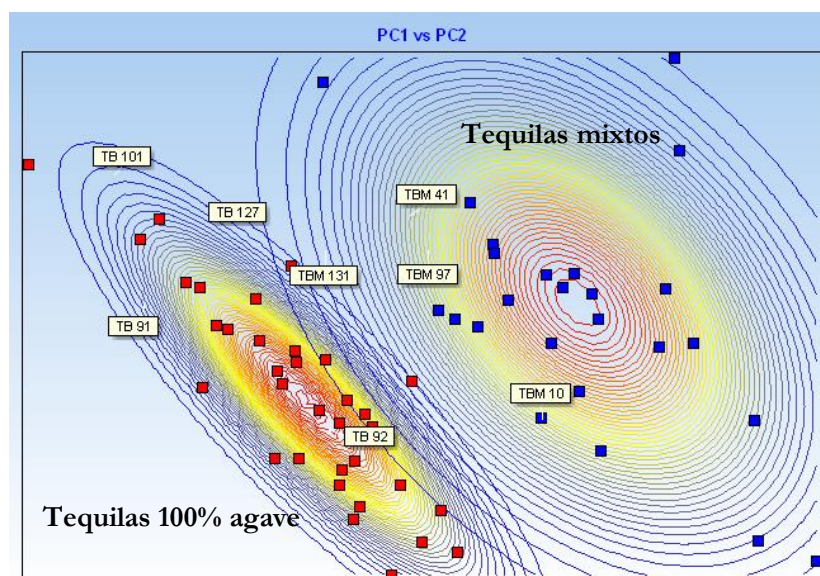 PC1 vs PC2
Tequilas mixtos
TB 101
TBM 41
TB 127
TBM 97
TBM 131
TB 91
TBM 10
TB 92
Tequilas 100% agave